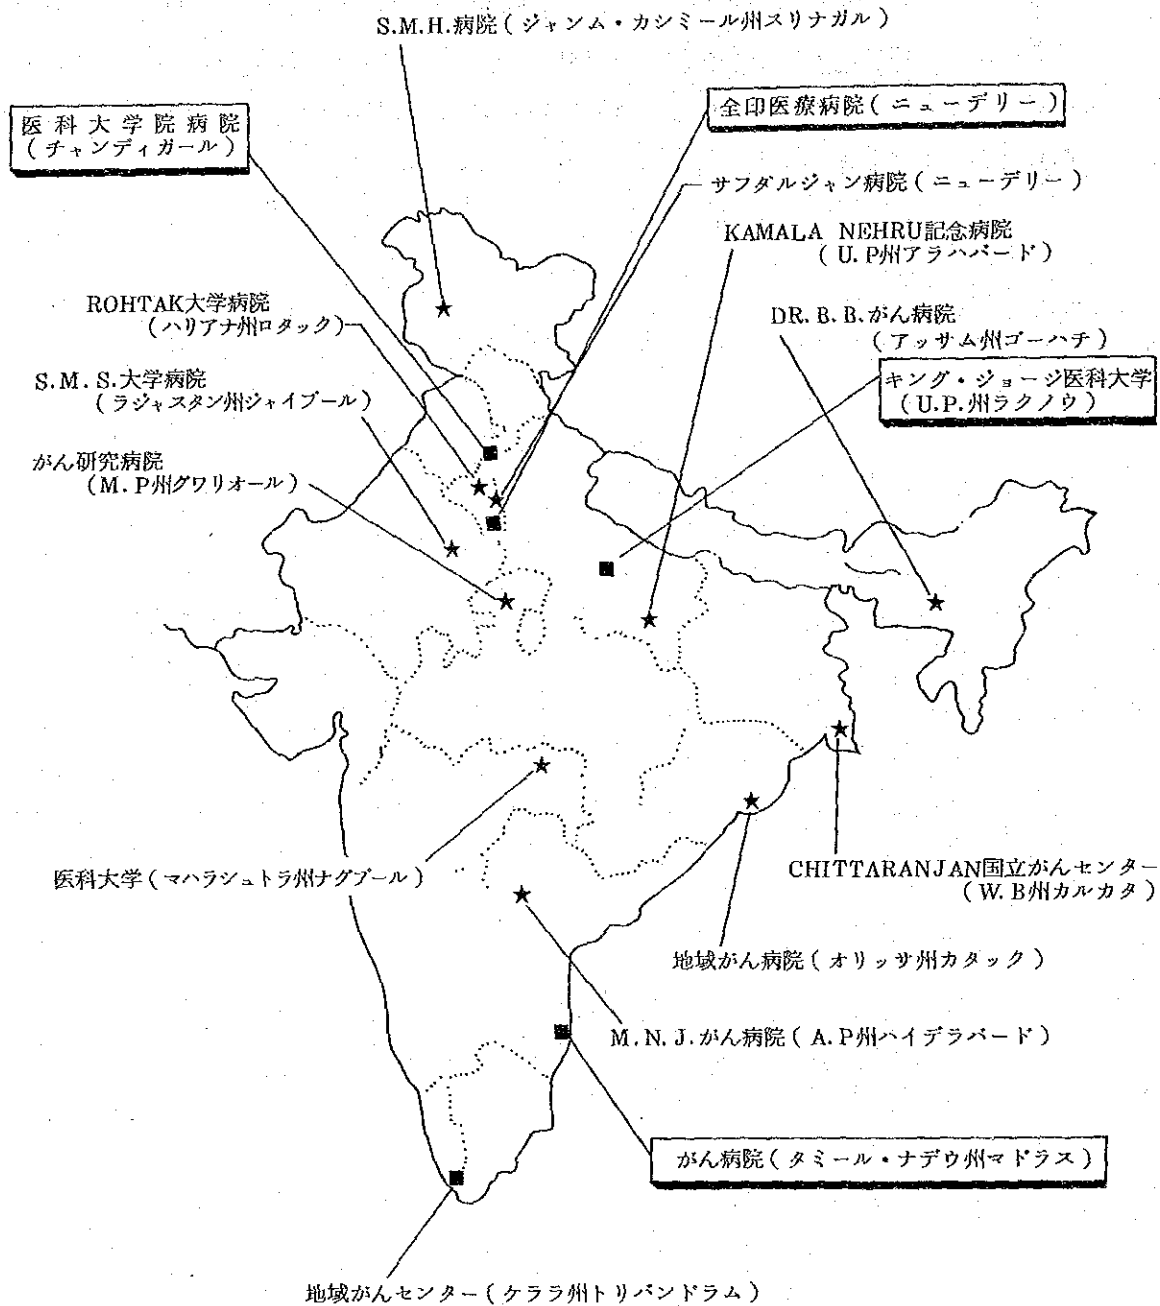 S.M.H.病院(ジャンム・カシミール州スリナガル)
全印医療病院(ニューデリー)
医科大学院病院
(チャンディガール)
サフダルジャン病院(ニューデリー)
KAMALA NEHRU記念病院
(U.P州アラハバード)
ROHTAK大学病院
(ハリアナ州ロタック)
DR.B.B.がん病院
(アッサム州ゴーハチ)
S.M.S.大学病院
(ラジャスタン州ジャイプール)
キング・ジョージ医科大学
(U.P.州ラクノウ)
がん研究病院
(M.P州グワリオール)
医科大学(マハラシュトラ州ナグプール)
CHITTARANJAN国立がんセンター
(W.B州カルカタ)
地域がん病院(オリッサ州カタック)
M.N.J.がん病院(A.P州ハイデラバード)
がん病院(タミール・ナデウ州マドラス)
地域がんセンター(ケララ州トリバンドラム)